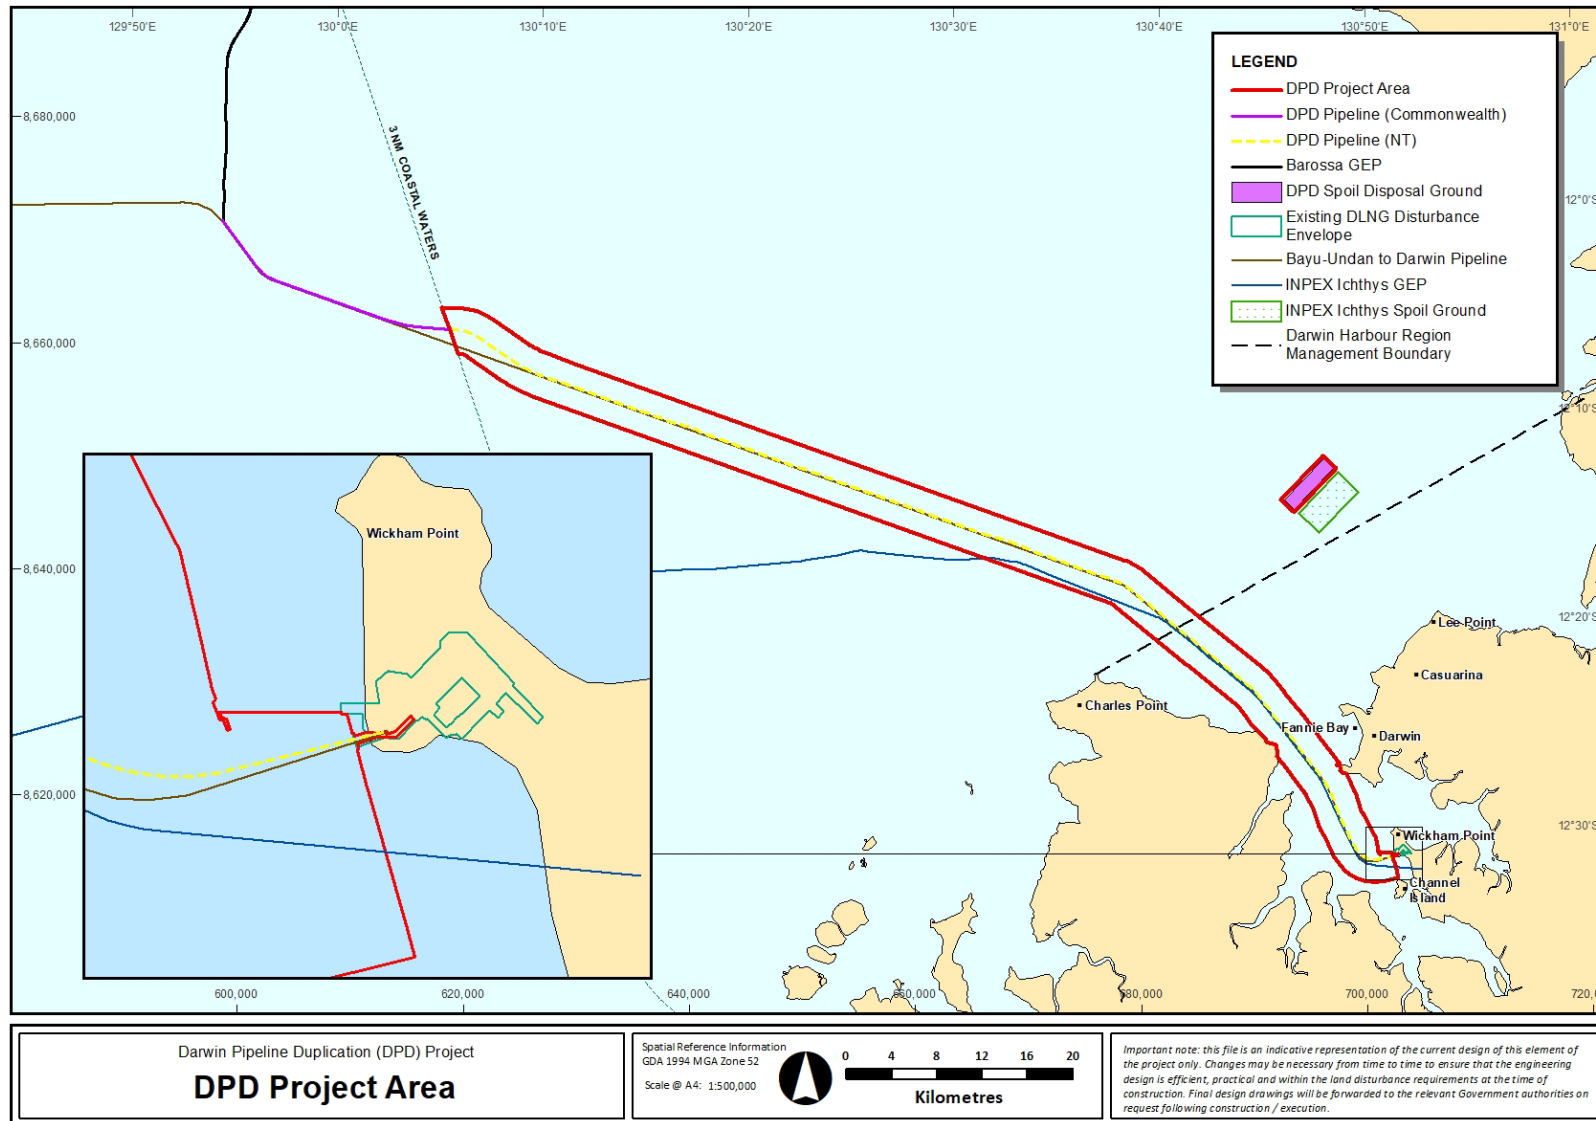 129°50'E
130°0'E
130°10'E
130°20'E
130°30'E
130°40'E
130°50'E
131°0'E
LEGEND
DPD Project Area
DPD Pipeline (Commonwealth)
DPD Pipeline (NT)
Barossa GEP
DPD Spoil Disposal Ground
Existing DLNG Disturbance
Envelope
Bayu-Undan to Darwin Pipeline
INPEX Ichthys GEP
INPEX Ichthys Spoil Ground
Darwin Harbour Region
Management Boundary
8,680,000
3 NM COASTAL WATERS
12°0'S
8,660,000
12°10'S
Wickham Point
8,640,000
12°20'S
Lee Point
Casuarina
Charles Point
Fannie Bay
Darwin
8,620,000
12°30'S
Wickham Point
Channel
Island
600,000
620,000
640,000
660,000
680,000
700,000
720,0
Darwin Pipeline Duplication (DPD) Project
DPD Project Area
Spatial Reference Information
GDA 1994 MGA Zone 52
Scale @ A4: 1:500,000
0 4 8 12 16 20
Kilometres
Important note: this file is an indicative representation of the current design of this element of
the project only. Changes may be necessary from time to time to ensure that the engineering
design is efficient, practical and within the land disturbance requirements at the time of
construction. Final design drawings will be forwarded to the relevant Government authorities on
request following construction / execution.